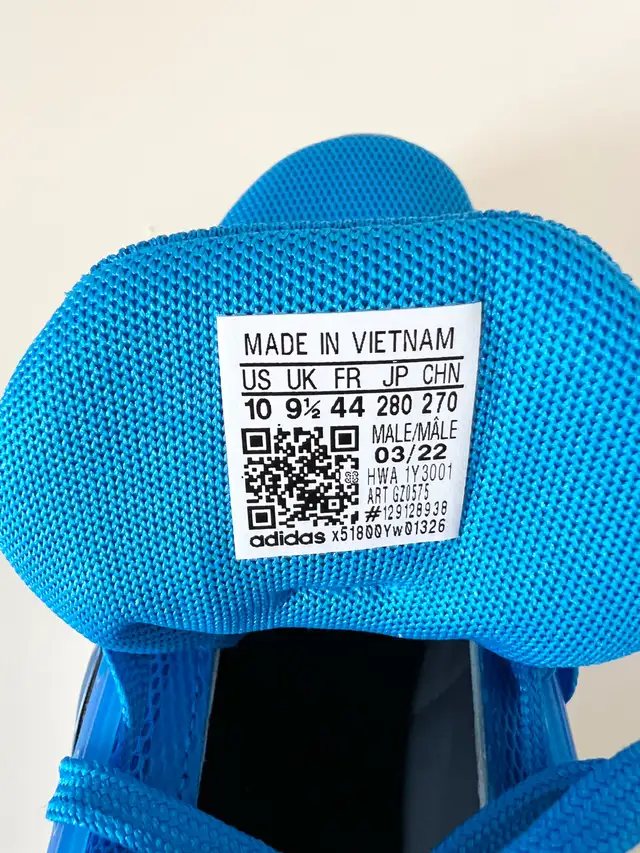 MADE IN VIETNAM
US UK FR JP CHN
10 9½ 44 280 270
MALE/MÂLE
03/22
HWA 1Y3001
ART GZ0575
#129128938
adidas x51800Yw01326